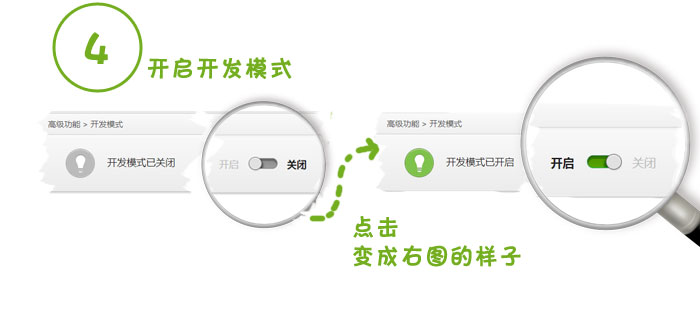 4
开启开发模式
高级功能 > 开发模式
开发模式已关闭
开启 关闭
高级功能 > 开发模式
开发模式已开启
开启 关闭
点击
变成右图的样子